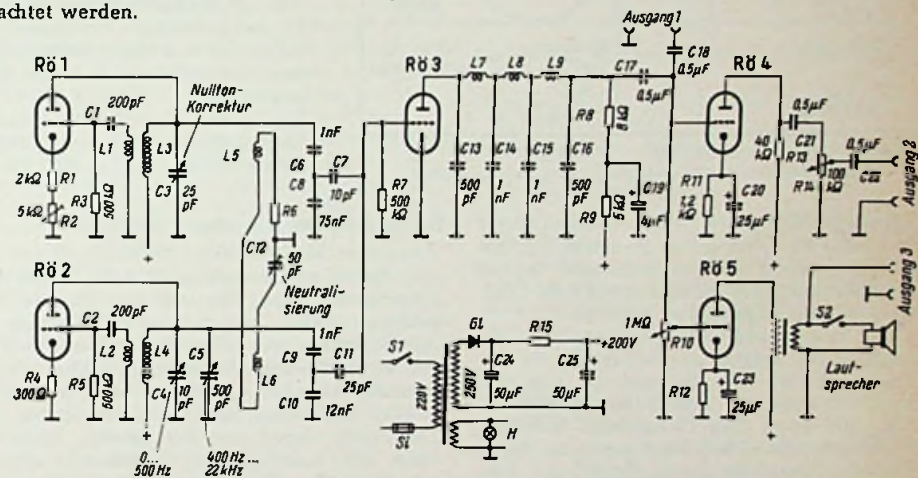 achtet werden.
Ausgang 1
Rö 1
Rö 3
Rö 4
L7
L8
L9
C17
C18
0,5µF
0,5µF
C1
200pF
Nullton-
Korrektur
L1
L3
C3
25
pF
2kΩ
R1
5kΩ
R2
R3
500kΩ
+
L5
R6
1nF
C6
C8
C7
10pF
75nF
R7
500
kΩ
C13
C14
C15
C16
500
pF
1
nF
1
nF
500
pF
R8
8kΩ
R9
5kΩ
C19
4µF
+
R11
1,2
kΩ
C20
25µF
40
kΩ
R13
0,5µF
C21
100
kΩ
R14
0,5µF
C22
Ausgang 2
C12
50
pF
Neutrali-
sierung
Rö 2
C2
200pF
L2
L4
C5
C4
10
pF
500
pF
R4
300Ω
R5
500kΩ
+
0...
500 Hz
400 Hz...
22 kHz
L6
1nF
C9
C11
25pF
C10
12nF
S1
Si
220V
250V
Gl
R15
+200V
C24
50µF
C25
50µF
H
1MΩ
R10
Rö 5
R12
C23
25µF
+
S2
Ausgang 3
Laut-
sprecher